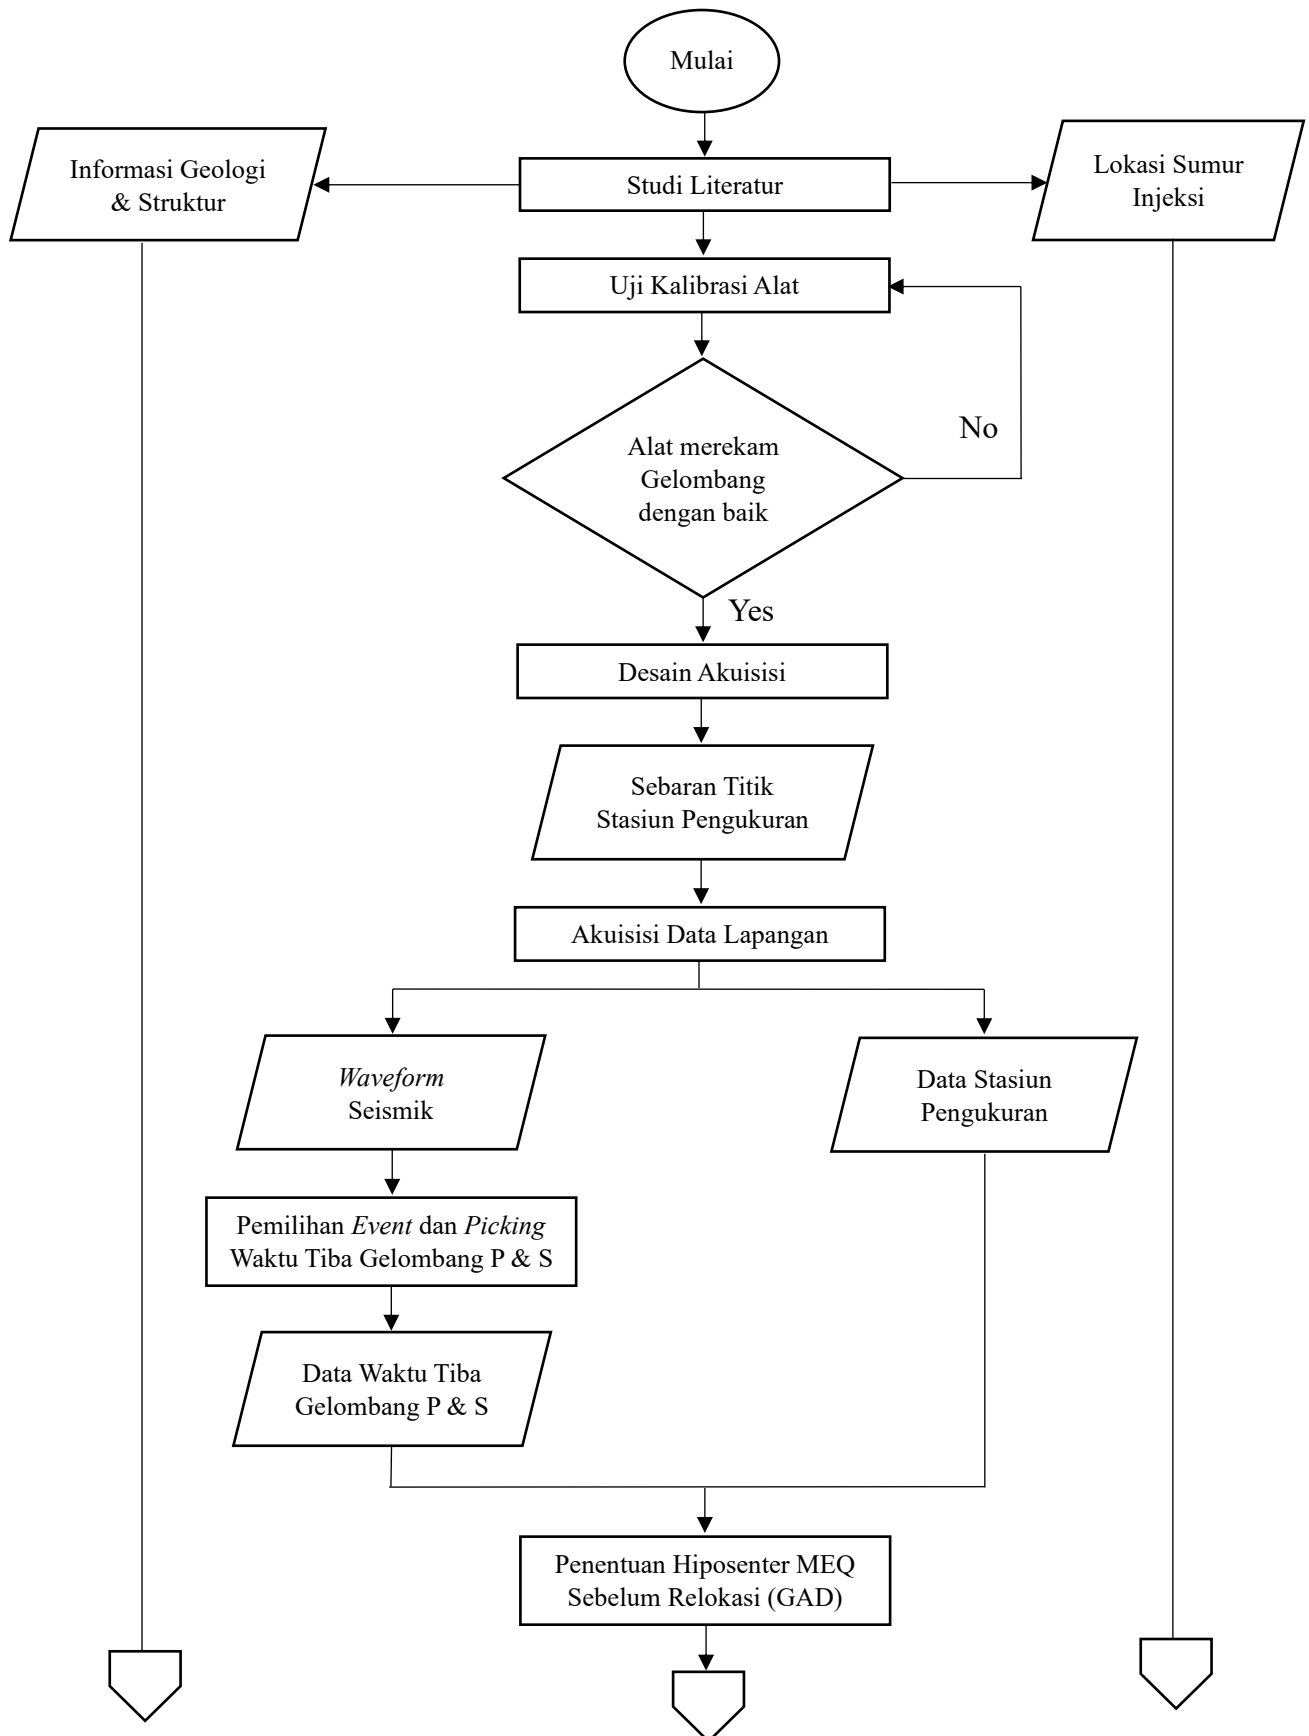 Mulai
Informasi Geologi
& Struktur
Studi Literatur
Lokasi Sumur
Injeksi
Uji Kalibrasi Alat
Alat merekam
Gelombang
dengan baik
No
Yes
Desain Akuisisi
Sebaran Titik
Stasiun Pengukuran
Akuisisi Data Lapangan
Waveform
Seismik
Data Stasiun
Pengukuran
Pemilihan Event dan Picking
Waktu Tiba Gelombang P & S
Data Waktu Tiba
Gelombang P & S
Penentuan Hiposenter MEQ
Sebelum Relokasi (GAD)